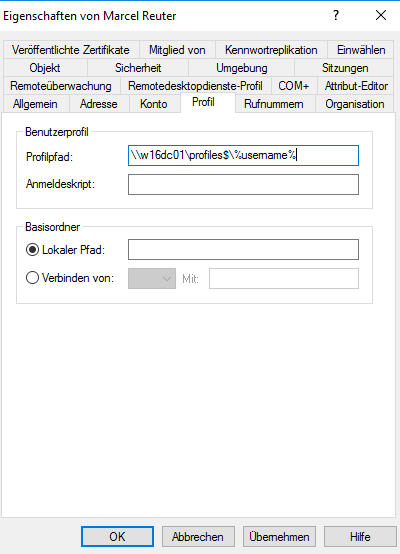 Eigenschaften von Marcel Reuter
Veröffentlichte Zertifikate Mitglied von Kennwortreplikation Einwählen
Objekt Sicherheit Umgebung Sitzungen
Remoteüberwachung Remotedesktopdienste-Profil COM+ Attribut-Editor
Allgemein Adresse Konto Profil Rufnummern Organisation
Benutzerprofil
Profilpfad: \\w16dc01\profiles$\%username%
Anmeldeskript:
Basisordner
Lokaler Pfad:
Verbinden von: Mit:
OK Abbrechen Übernehmen Hilfe